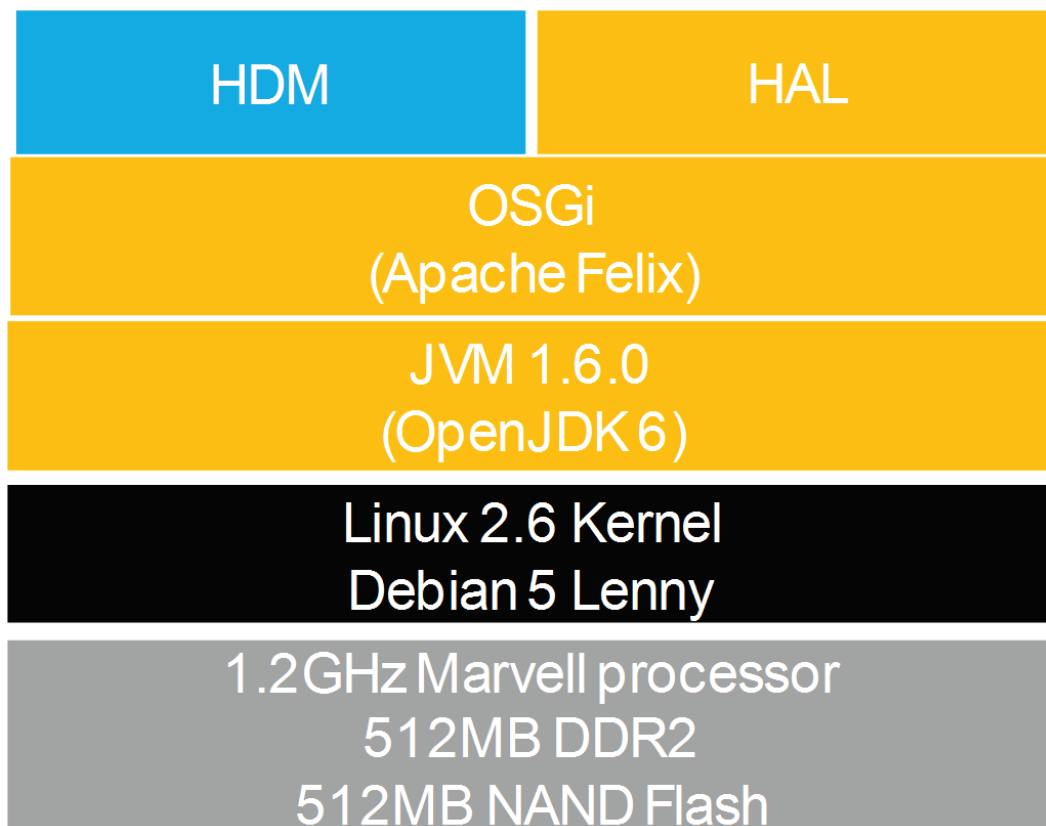 HDM
HAL
OSGi
(Apache Felix)
JVM 1.6.0
(OpenJDK 6)
Linux 2.6 Kernel
Debian 5 Lenny
1.2GHz Marvell processor
512MB DDR2
512MB NAND Flash